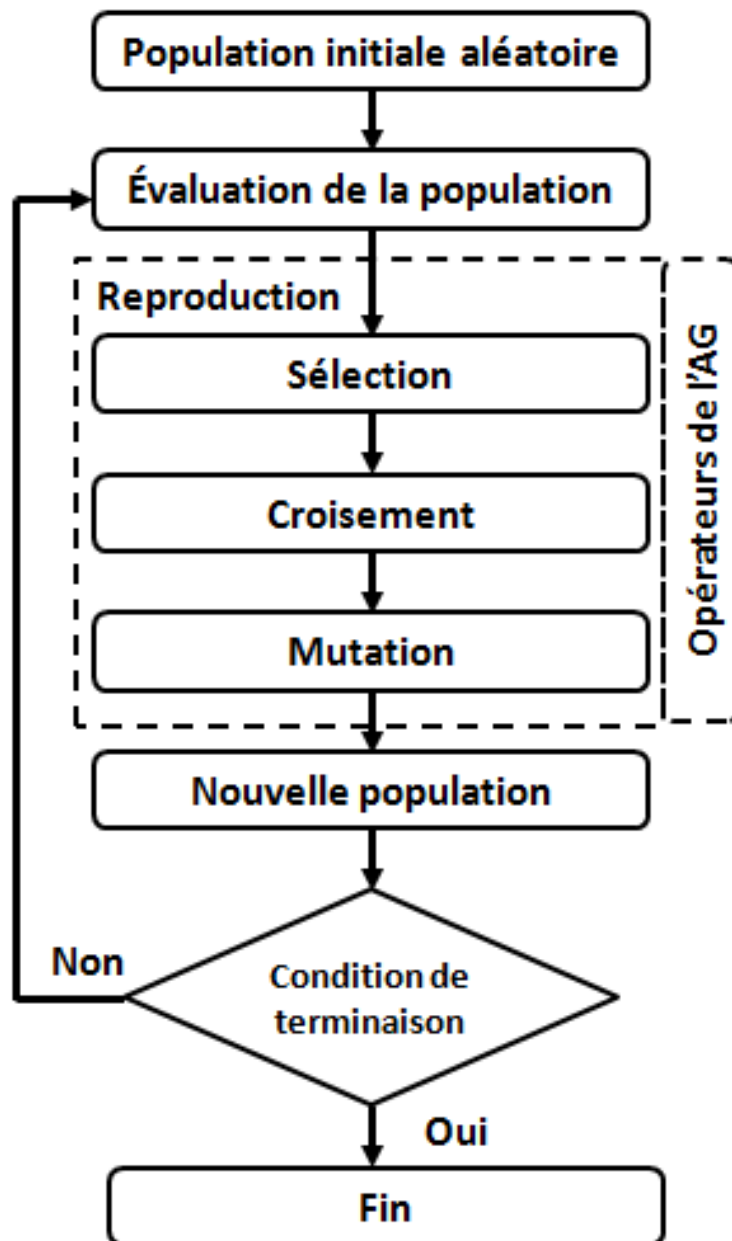 Population initiale aléatoire
Évaluation de la population
Reproduction
Sélection
Croisement
Mutation
Opérateurs de l'AG
Nouvelle population
Non
Condition de
terminaison
Oui
Fin